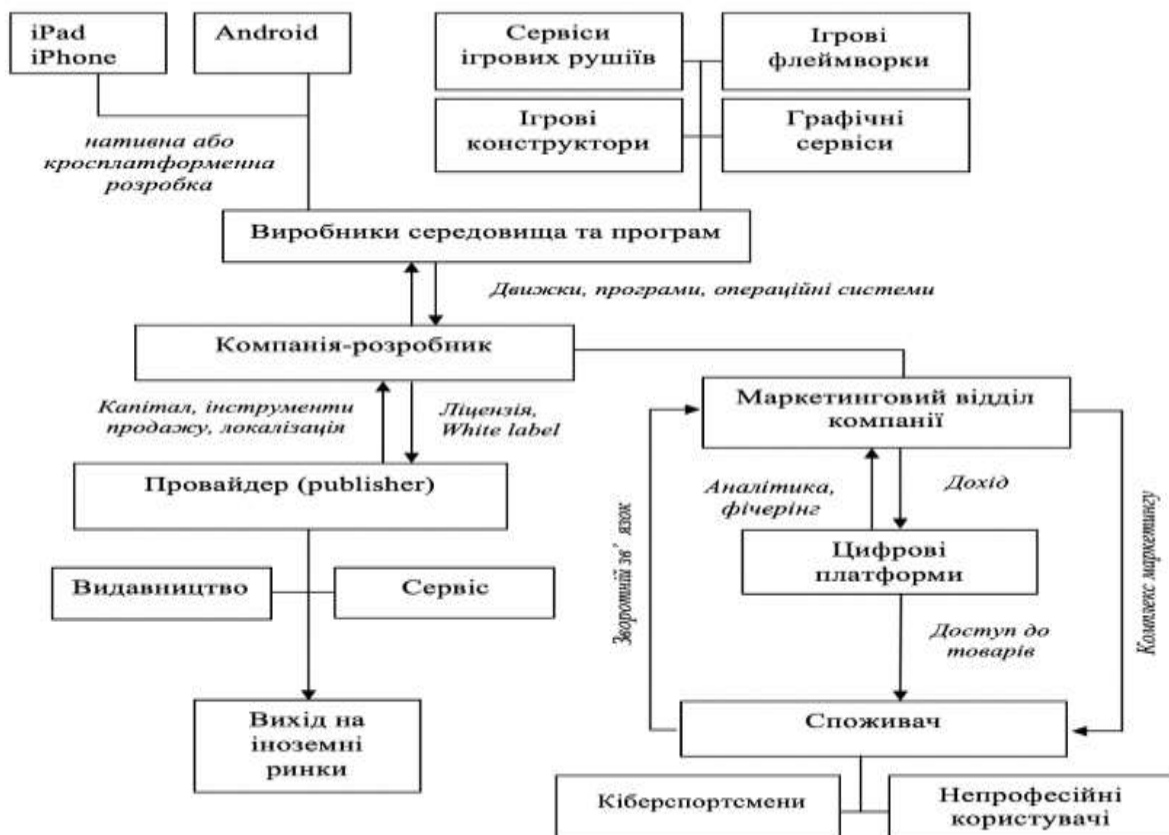 iPad
iPhone
Android
Сервіси
ігрових рушіїв
Ігрові
флеймворки
Ігрові
конструктори
Графічні
сервіси
нативна або
кросплатформенна
розробка
Виробники середовища та програм
Движки, програми, операційні системи
Компанія-розробник
Капітал, інструменти
продажу, локалізація
Ліцензія,
White label
Маркетинговий відділ
компанії
Провайдер (publisher)
Аналітика,
фічерінг
Дохід
Зворотній зв’язок
Комплекс маркетингу
Цифрові
платформи
Видавництво
Сервіс
Доступ до
товарів
Вихід на
іноземні
ринки
Споживач
Кіберспортсмени
Непрофесійні
користувачі